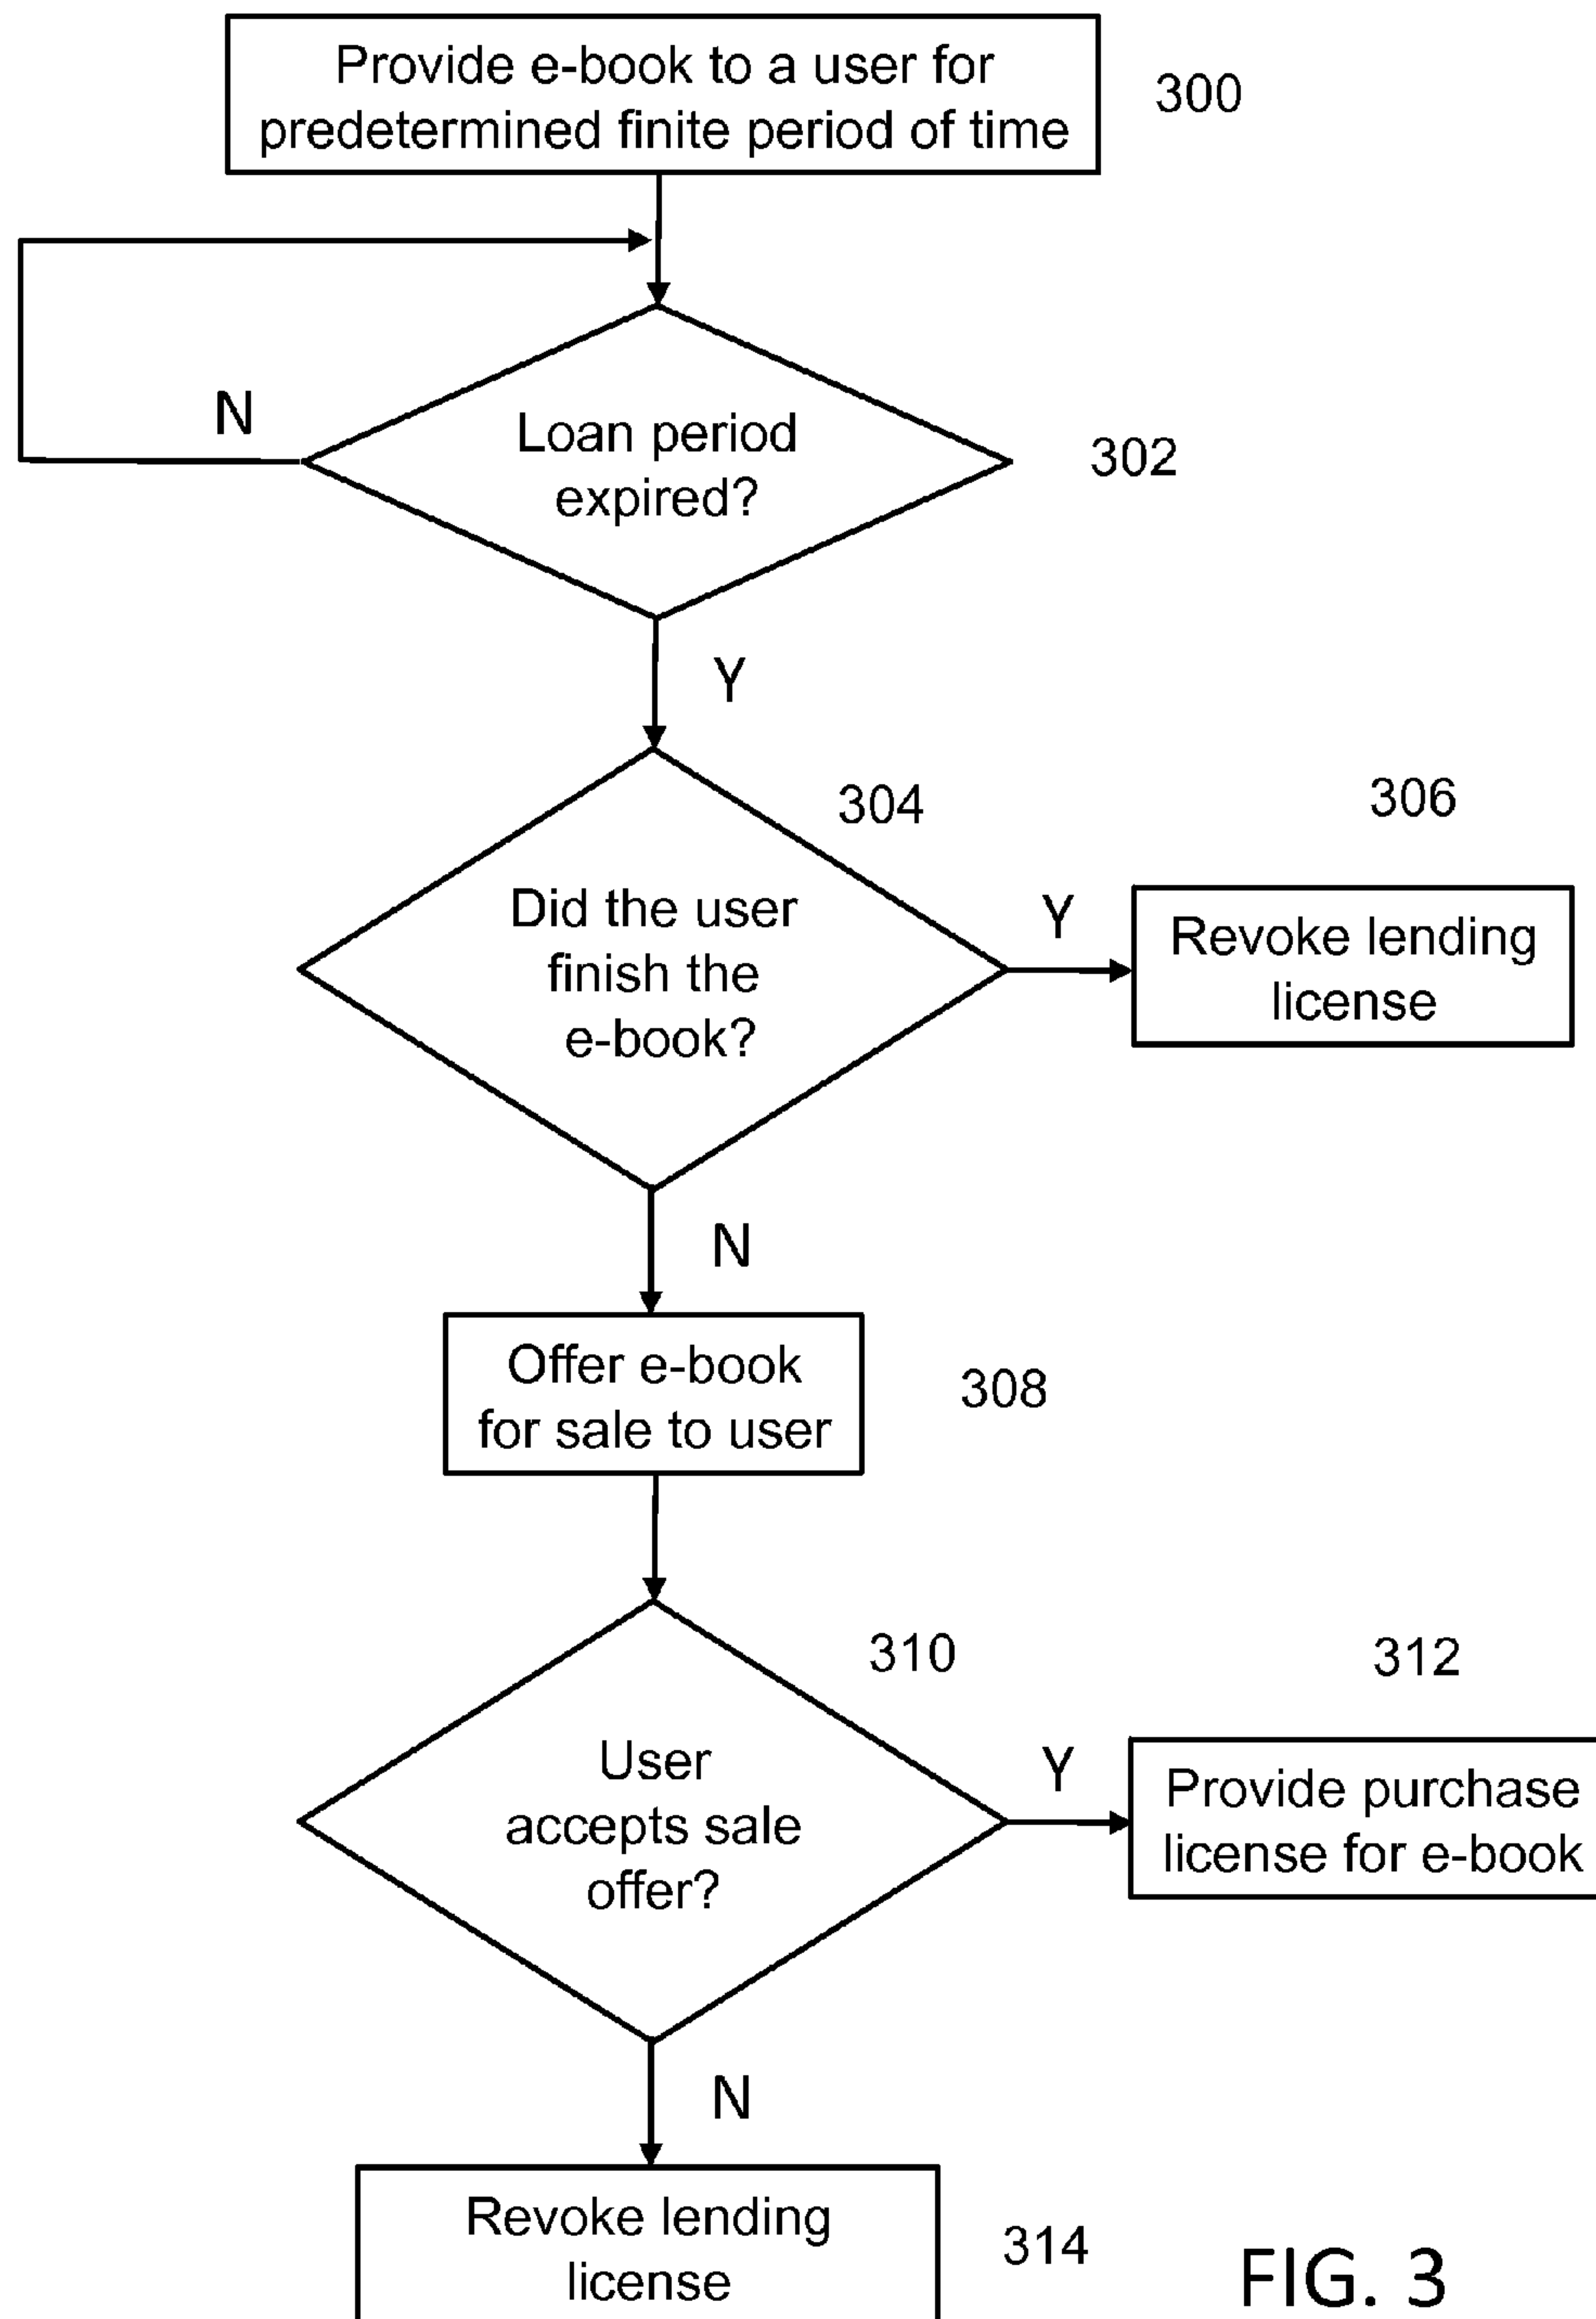 Provide e-book to a user for
predetermined finite period of time
300
N
Loan period
expired?
302
Y
304
306
Did the user
finish the
e-book?
Y
Revoke lending
license
N
Offer e-book
for sale to user
308
310
312
User
accepts sale
offer?
Y
Provide purchase
license for e-book
N
Revoke lending
license
314
FIG. 3